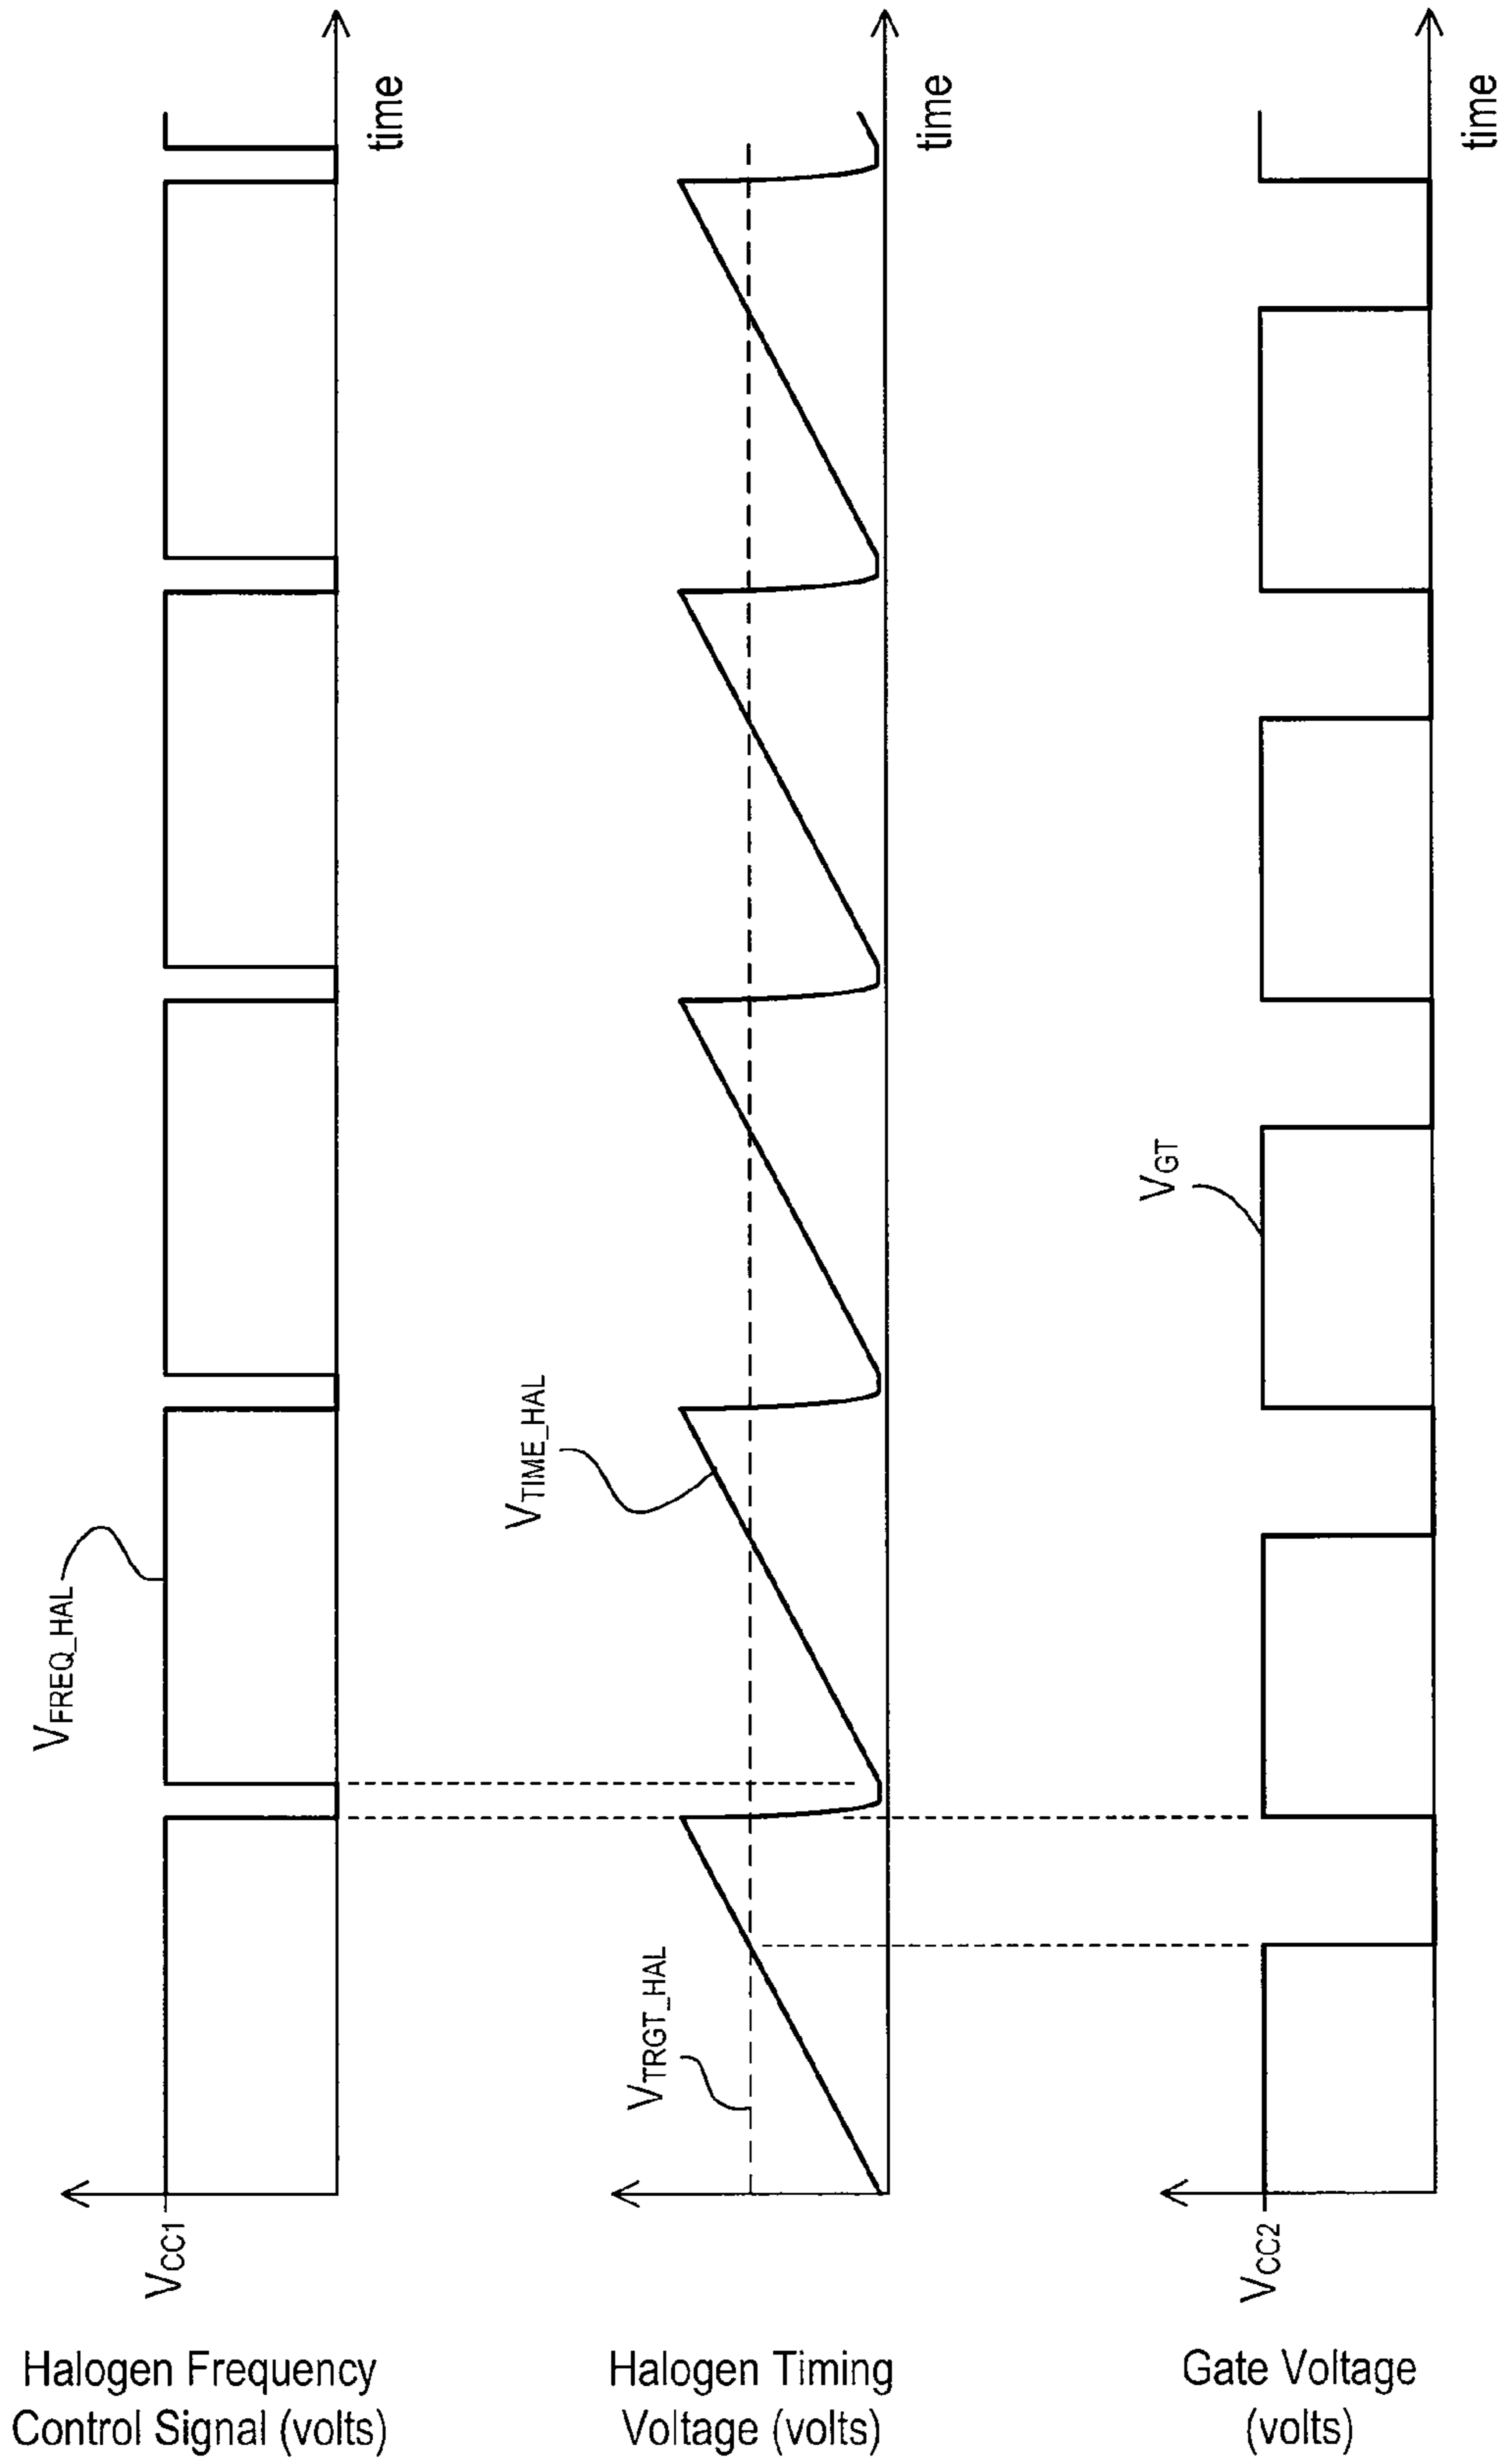 Halogen Frequency
Control Signal (volts)
VCC1
VFREQ_HAL
time
Halogen Timing
Voltage (volts)
VTRGT_HAL
VTIME_HAL
time
Gate Voltage
(volts)
VCC2
VGT
time